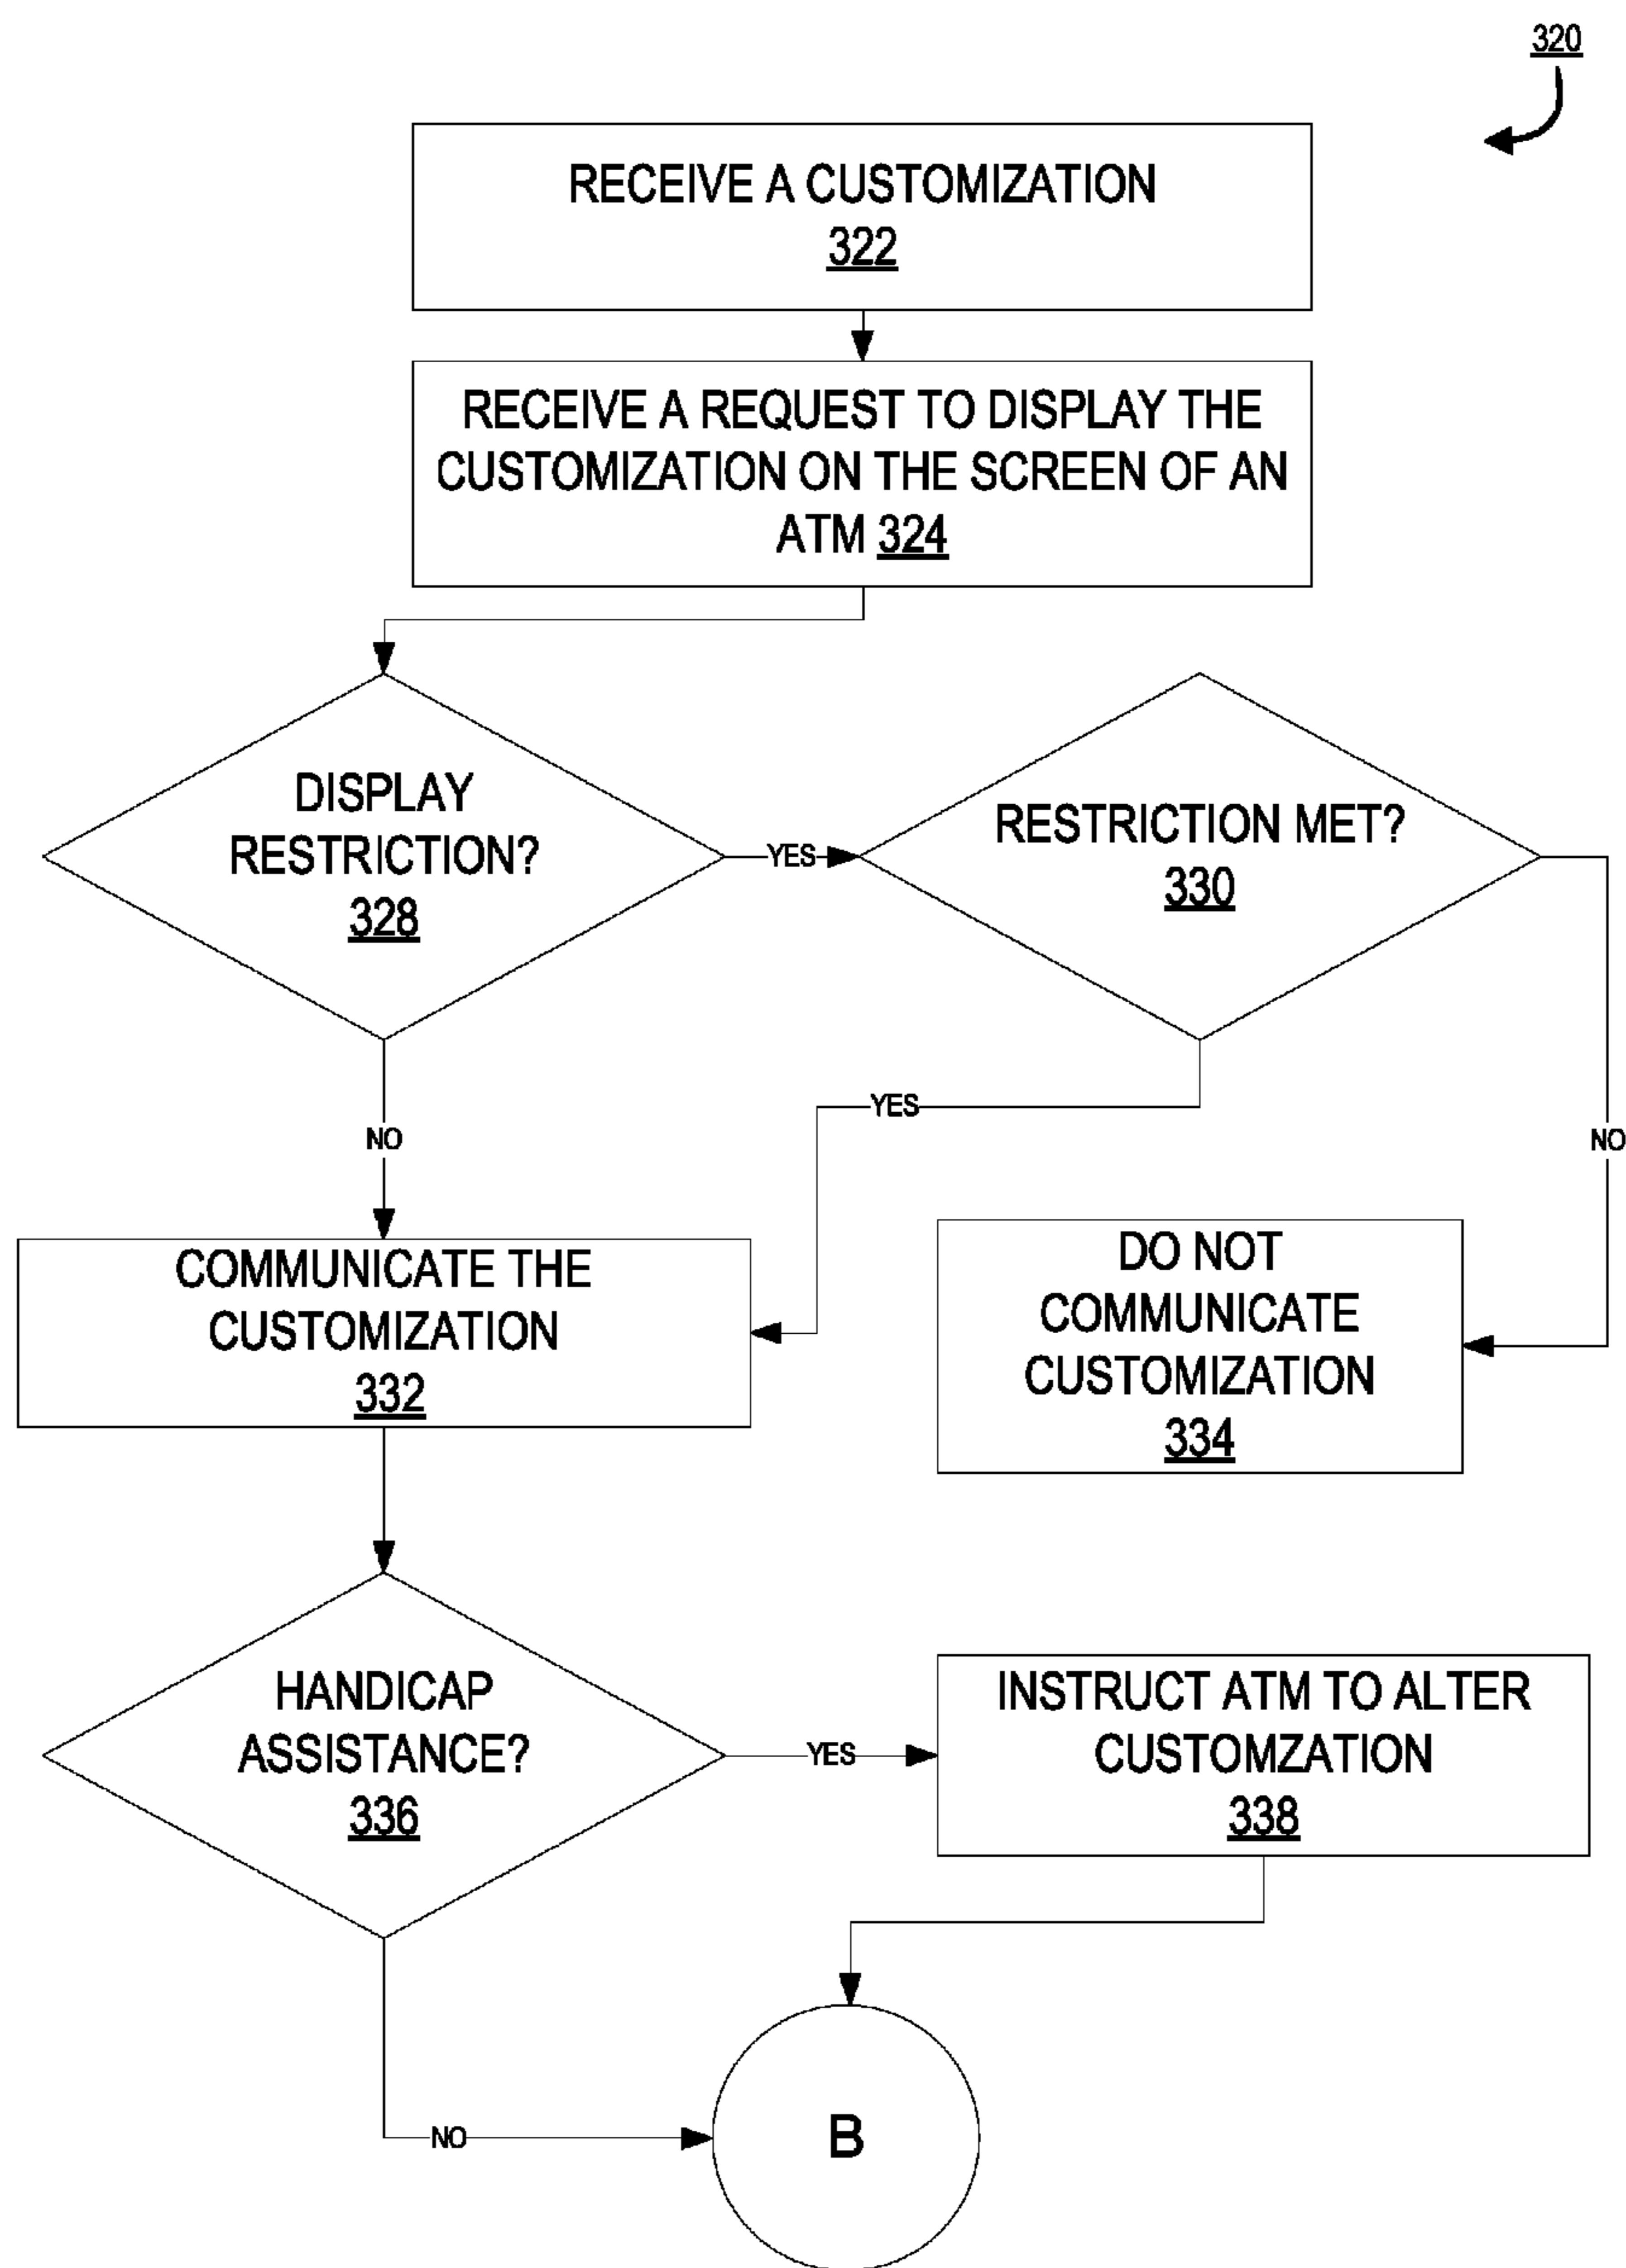 320
RECEIVE A CUSTOMIZATION
322
RECEIVE A REQUEST TO DISPLAY THE
CUSTOMIZATION ON THE SCREEN OF AN
ATM 324
DISPLAY
RESTRICTION?
328
YES
RESTRICTION MET?
330
YES
NO
NO
COMMUNICATE THE
CUSTOMIZATION
332
DO NOT
COMMUNICATE
CUSTOMIZATION
334
HANDICAP
ASSISTANCE?
336
YES
INSTRUCT ATM TO ALTER
CUSTOMZATION
338
NO
B